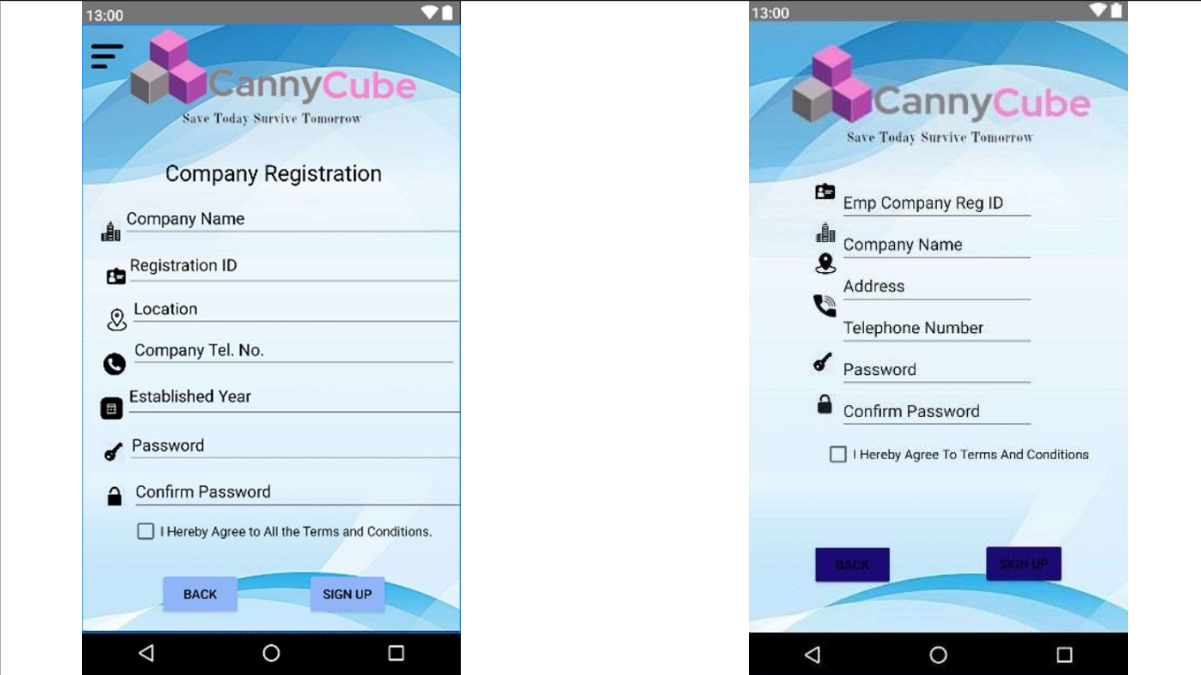 13:00
CannyCube
Save Today Survive Tomorrow
Company Registration
Company Name
Registration ID
Location
Company Tel. No.
Established Year
Password
Confirm Password
I Hereby Agree to All the Terms and Conditions.
BACK SIGN UP
13:00
CannyCube
Save Today Survive Tomorrow
Emp Company Reg ID
Company Name
Address
Telephone Number
Password
Confirm Password
I Hereby Agree To Terms And Conditions
BACK SIGN UP